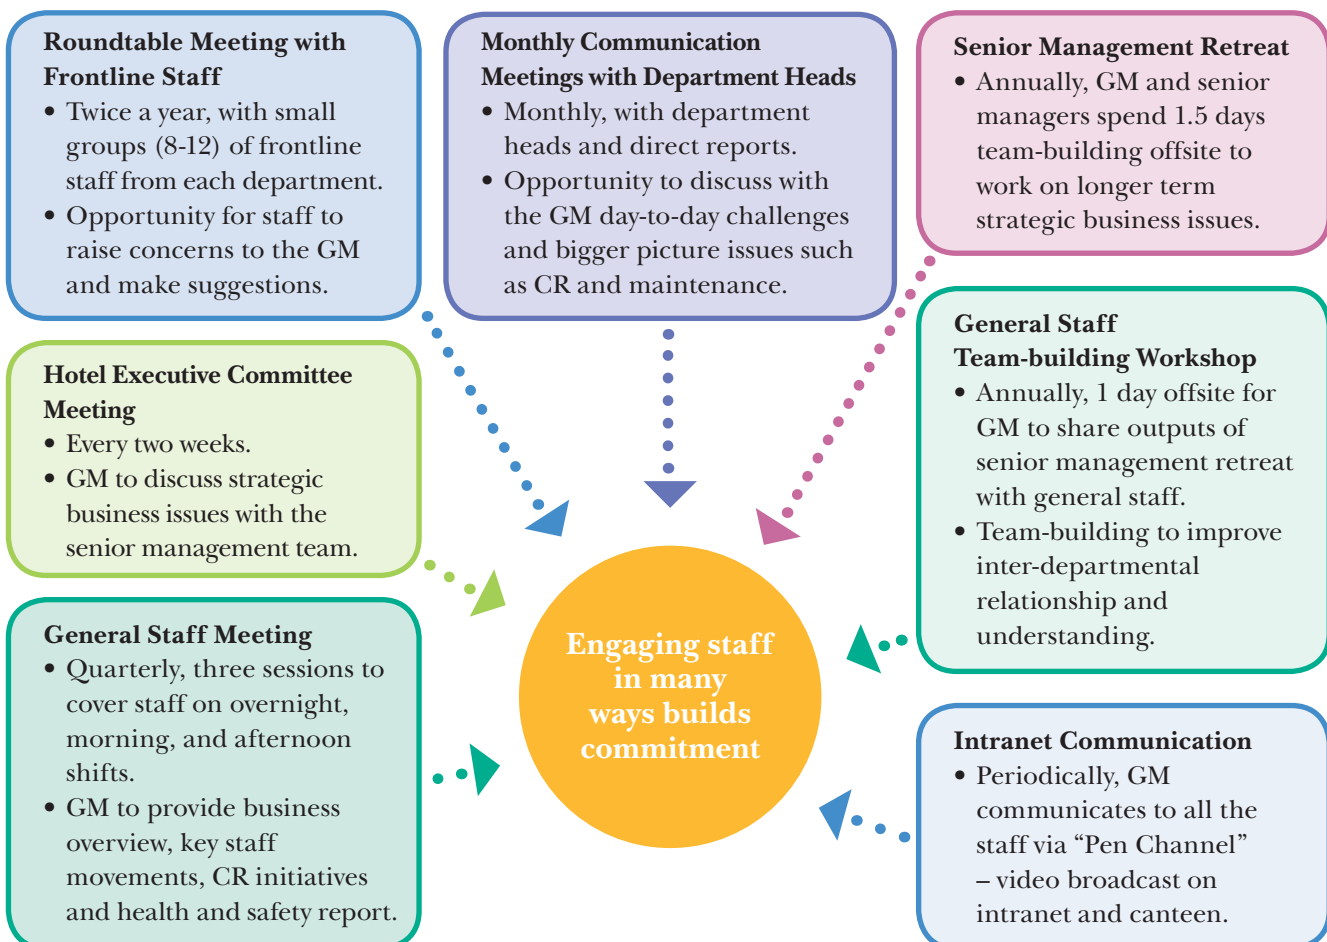 Roundtable Meeting with
Frontline Staff
• Twice a year, with small
groups (8-12) of frontline
staff from each department.
• Opportunity for staff to
raise concerns to the GM
and make suggestions.
Monthly Communication
Meetings with Department Heads
• Monthly, with department
heads and direct reports.
• Opportunity to discuss with
the GM day-to-day challenges
and bigger picture issues such
as CR and maintenance.
Senior Management Retreat
• Annually, GM and senior
managers spend 1.5 days
team-building offsite to
work on longer term
strategic business issues.
Hotel Executive Committee
Meeting
• Every two weeks.
• GM to discuss strategic
business issues with the
senior management team.
General Staff
Team-building Workshop
• Annually, 1 day offsite for
GM to share outputs of
senior management retreat
with general staff.
• Team-building to improve
inter-departmental
relationship and
understanding.
General Staff Meeting
• Quarterly, three sessions to
cover staff on overnight,
morning, and afternoon
shifts.
• GM to provide business
overview, key staff
movements, CR initiatives
and health and safety report.
Engaging staff
in many
ways builds
commitment
Intranet Communication
• Periodically, GM
communicates to all the
staff via “Pen Channel”
– video broadcast on
intranet and canteen.